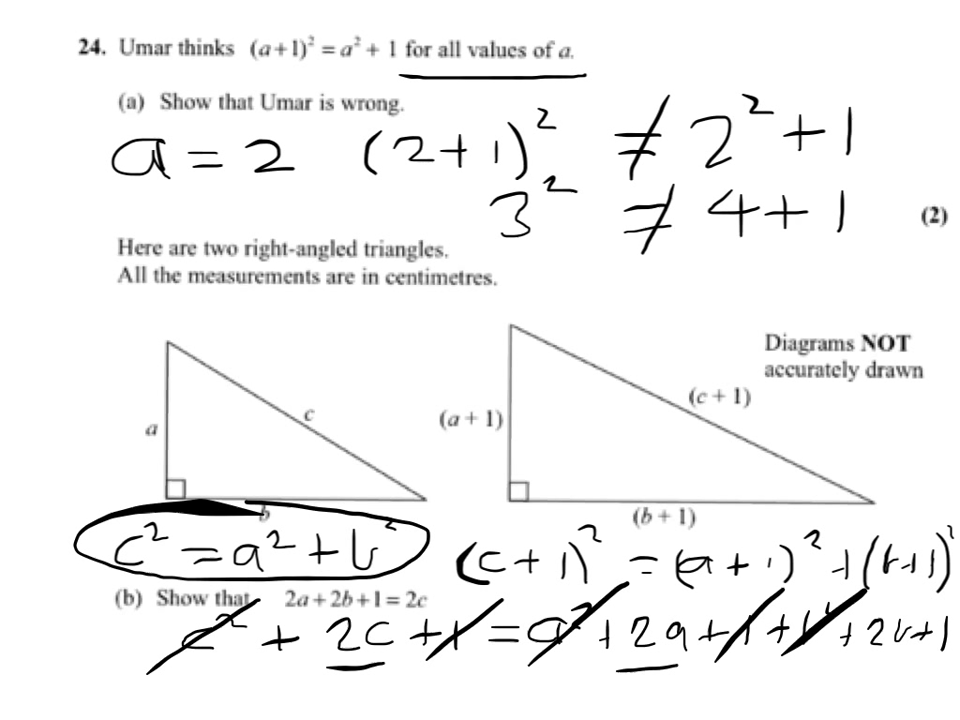 24. Umar thinks (a+1)² = a² + 1 for all values of a.
(a) Show that Umar is wrong.
a = 2 (2+1)² ≠ 2² + 1
3² ≠ 4 + 1
(2)
Here are two right-angled triangles.
All the measurements are in centimetres.
Diagrams NOT
accurately drawn
a
c
b
(a + 1)
(c + 1)
(b + 1)
c² = a² + b²
(c+1)² = (a+1)² + (b+1)²
(b) Show that 2a + 2b + 1 = 2c
c² + 2c + 1 = a² + 2a + 1 + b² + 2b + 1